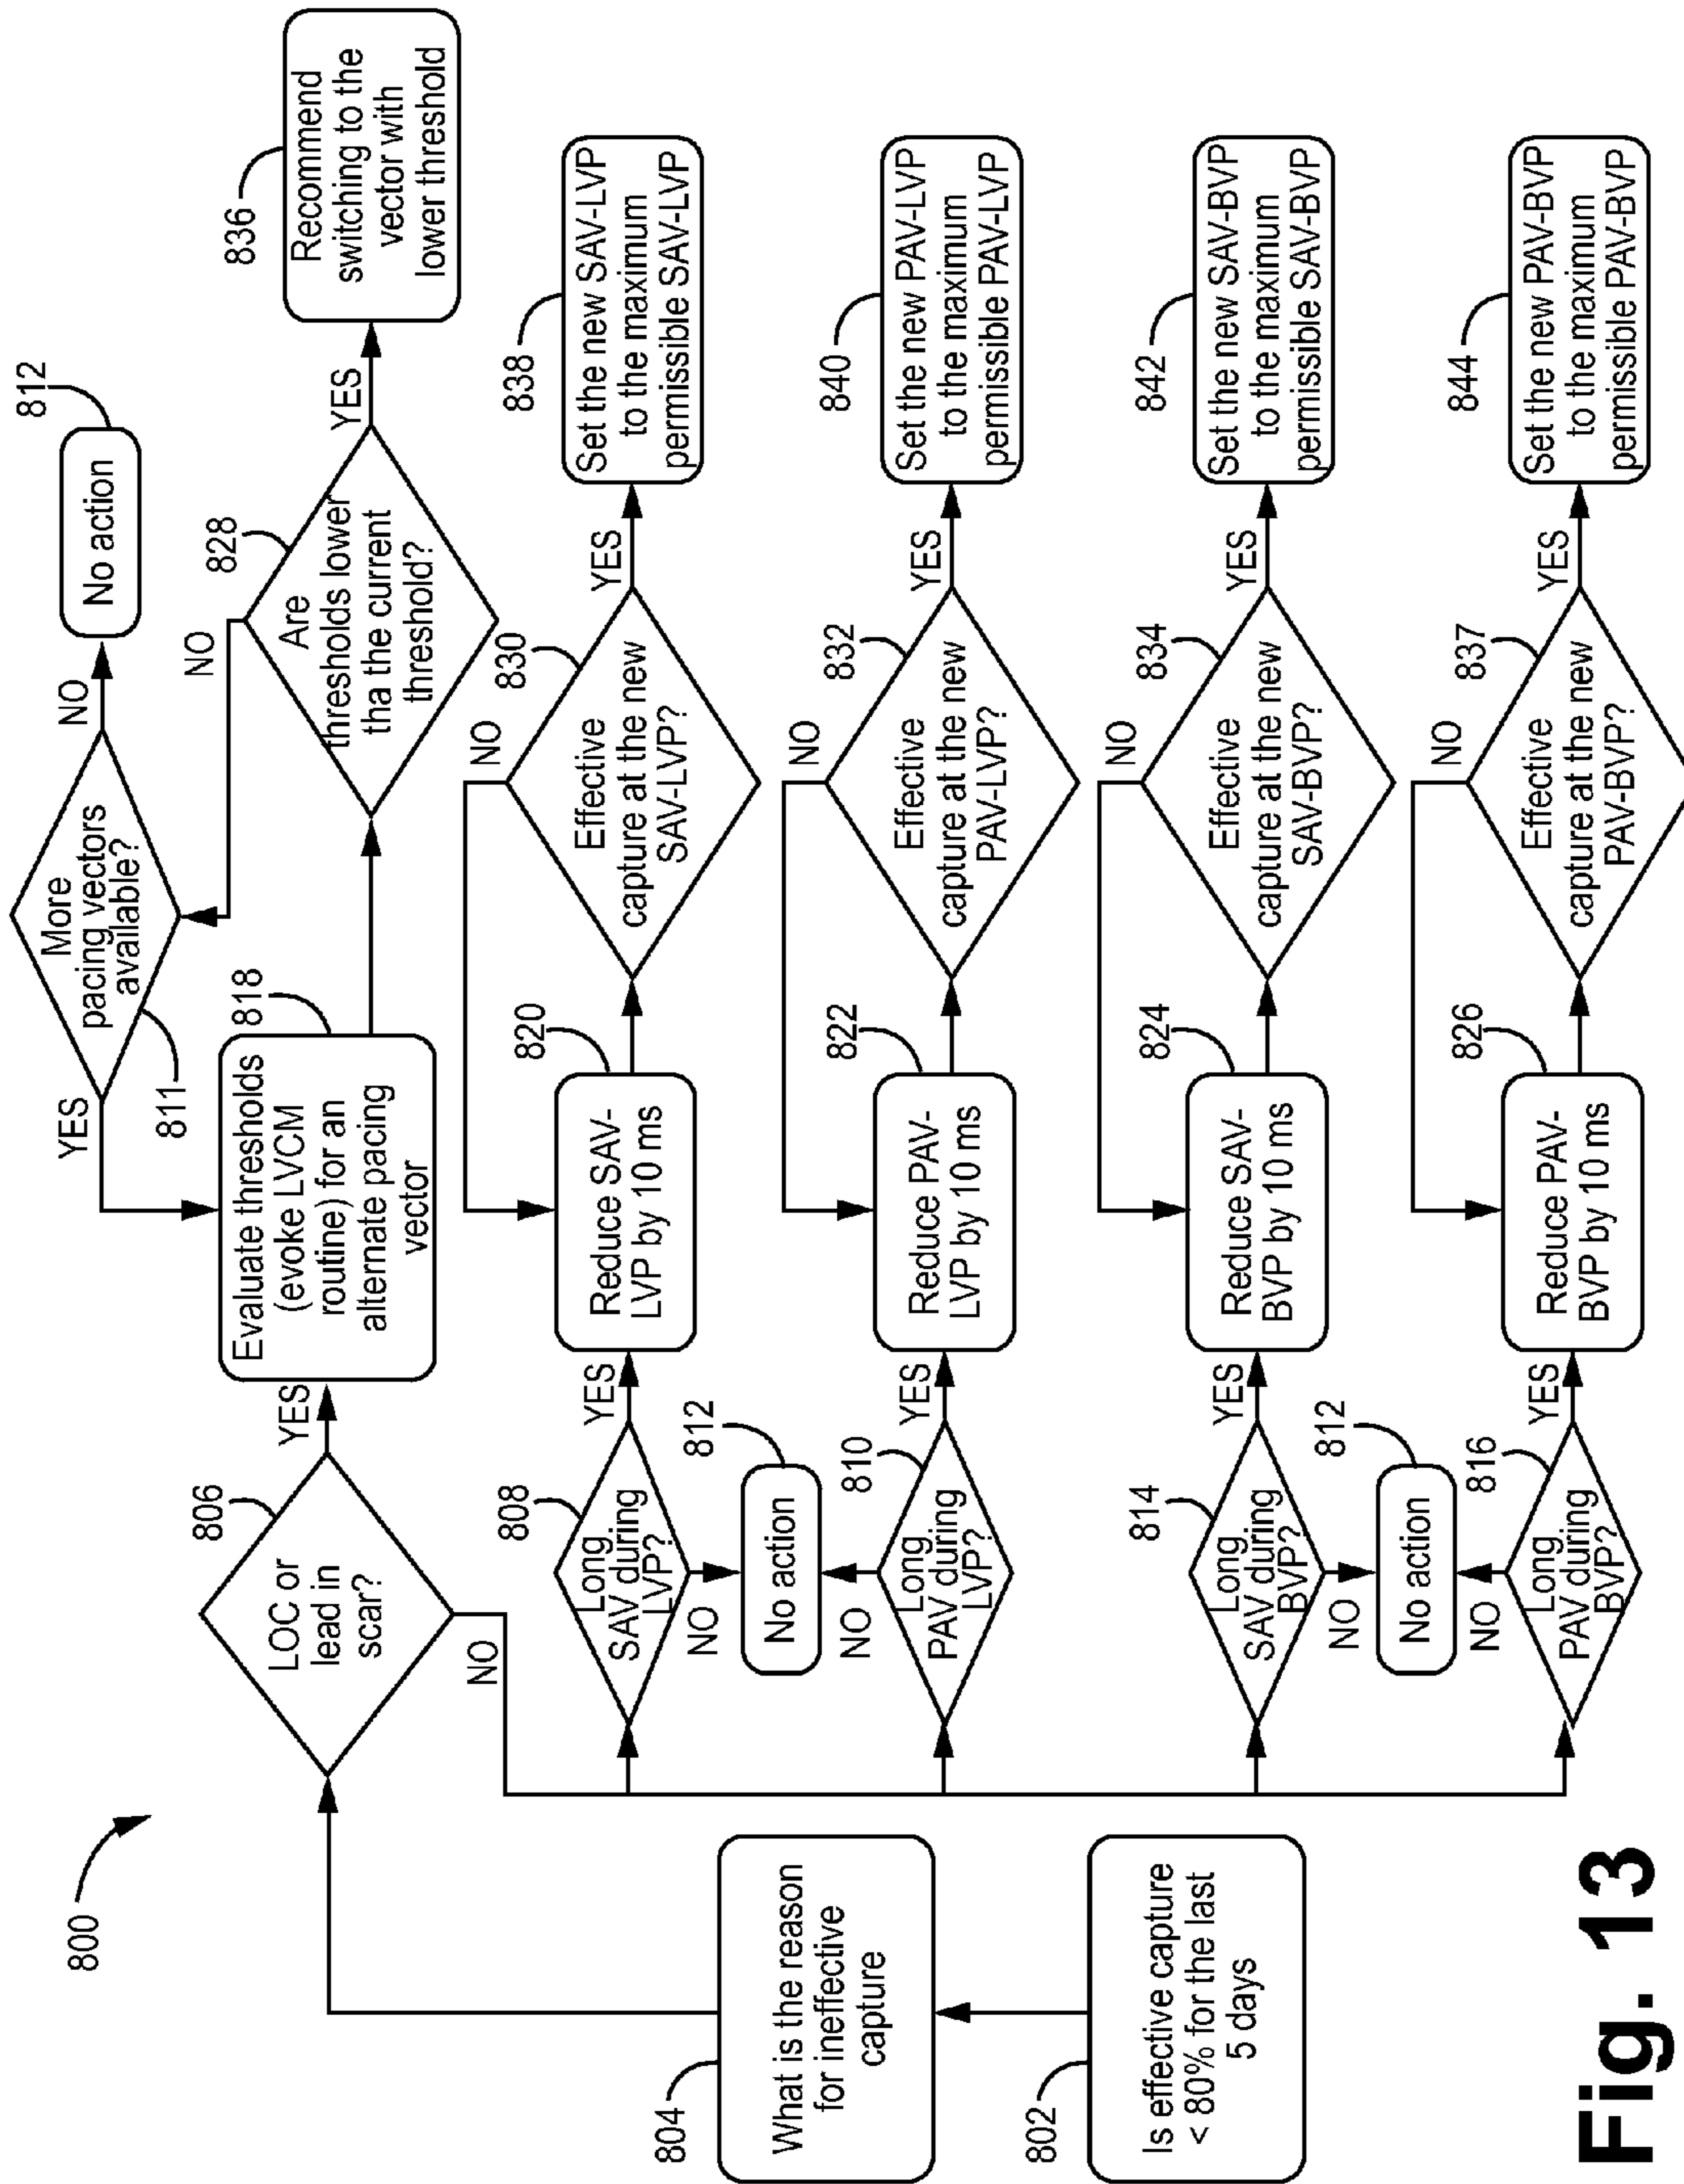 800
802
Is effective capture
< 80% for the last
5 days
804
What is the reason
for ineffective
capture
806
LOC or
lead in
scar?
YES
NO
818
Evaluate thresholds
(evoke LVCM
routine) for an
alternate pacing
vector
811
More
pacing vectors
available?
YES
NO
812
No action
828
Are
thresholds lower
tha the current
threshold?
NO
YES
836
Recommend
switching to the
vector with
lower threshold
808
Long
SAV during
LVP?
YES
NO
820
Reduce SAV-
LVP by 10 ms
830
Effective
capture at the new
SAV-LVP?
NO
YES
838
Set the new SAV-LVP
to the maximum
permissible SAV-LVP
812
No action
810
Long
PAV during
LVP?
NO
YES
822
Reduce PAV-
LVP by 10 ms
832
Effective
capture at the new
PAV-LVP?
NO
YES
840
Set the new PAV-LVP
to the maximum
permissible PAV-LVP
814
Long
SAV during
BVP?
YES
NO
824
Reduce SAV-
BVP by 10 ms
834
Effective
capture at the new
SAV-BVP?
NO
YES
842
Set the new SAV-BVP
to the maximum
permissible SAV-BVP
812
No action
816
Long
PAV during
BVP?
NO
YES
826
Reduce PAV-
BVP by 10 ms
837
Effective
capture at the new
PAV-BVP?
NO
YES
844
Set the new PAV-BVP
to the maximum
permissible PAV-BVP
Fig. 13